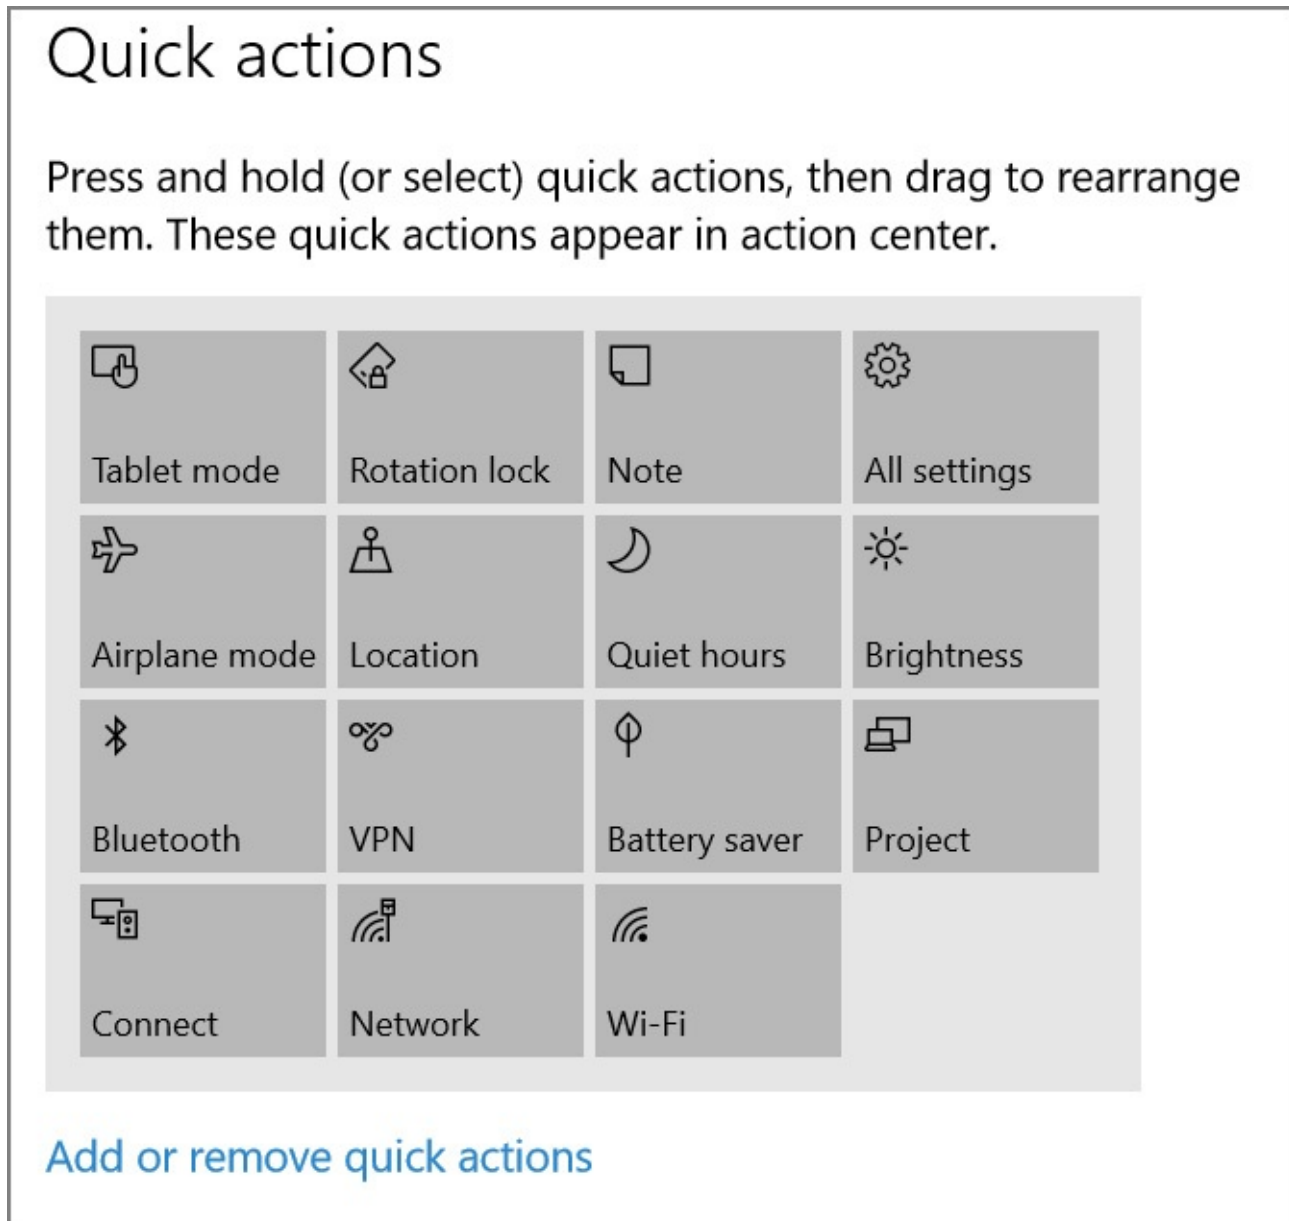 Quick actions
Press and hold (or select) quick actions, then drag to rearrange
them. These quick actions appear in action center.
Tablet mode
Rotation lock
Note
All settings
Airplane mode
Location
Quiet hours
Brightness
Bluetooth
VPN
Battery saver
Project
Connect
Network
Wi-Fi
Add or remove quick actions